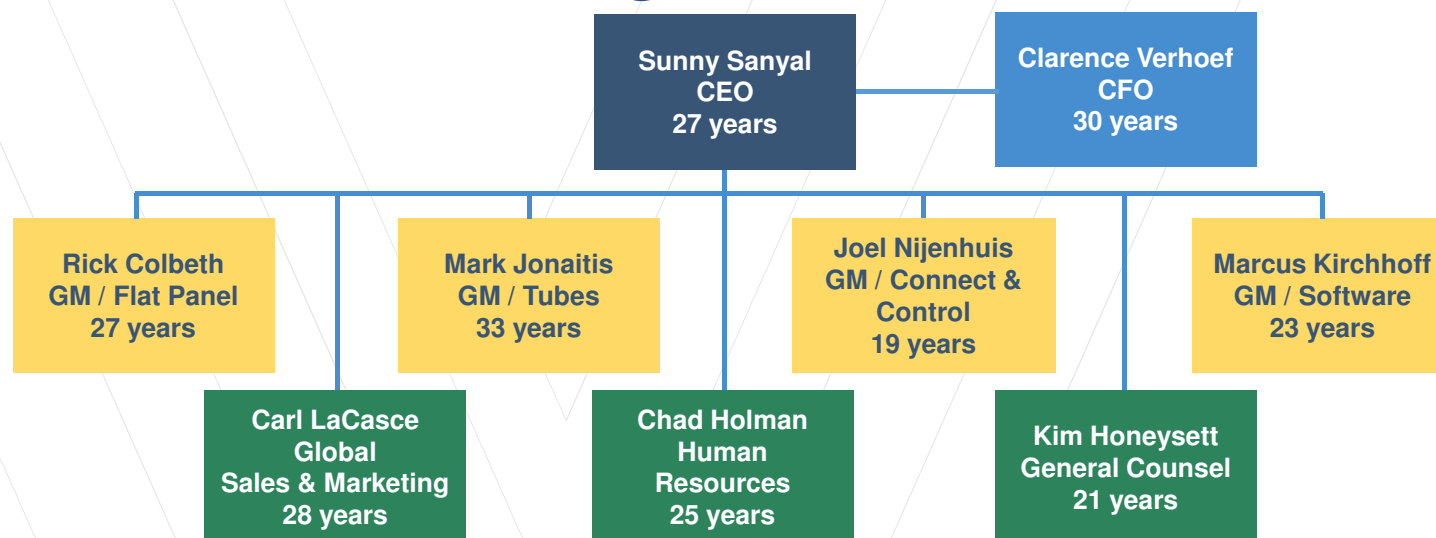 Sunny Sanyal
CEO
27 years
Clarence Verhoef
CFO
30 years
Rick Colbeth
GM / Flat Panel
27 years
Mark Jonaitis
GM / Tubes
33 years
Joel Nijenhuis
GM / Connect &
Control
19 years
Marcus Kirchhoff
GM / Software
23 years
Carl LaCasce
Global
Sales & Marketing
28 years
Chad Holman
Human
Resources
25 years
Kim Honeysett
General Counsel
21 years